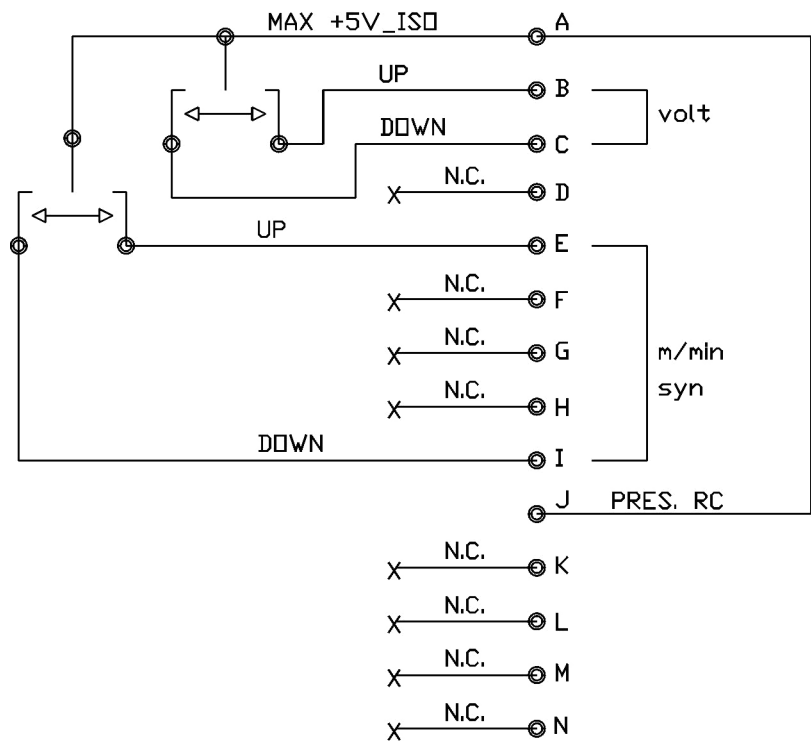 MAX +5V_ISO A
UP B
volt
DOWN C
N.C. D
X
UP E
N.C. F
X
N.C. G
X
m/min
syn
N.C. H
X
DOWN I
J PRES. RC
N.C. K
X
N.C. L
X
N.C. M
X
N.C. N
X